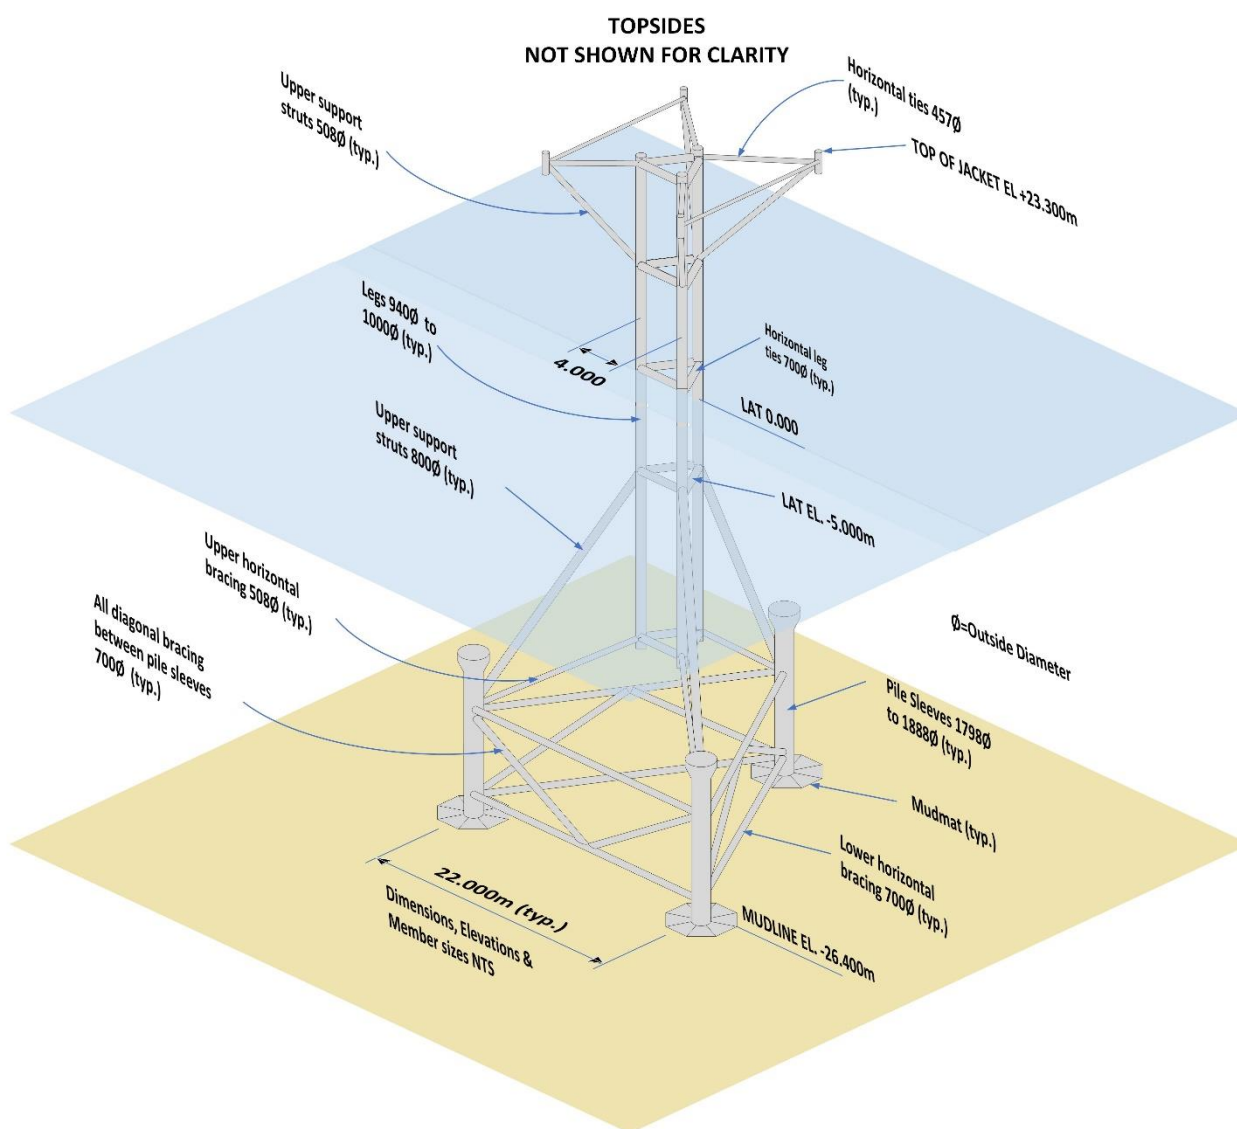 TOPSIDES
NOT SHOWN FOR CLARITY
Upper support
struts 508Ø (typ.)
Horizontal ties 457Ø
(typ.)
TOP OF JACKET EL +23.300m
Legs 940Ø to
1000Ø (typ.)
4.000
Horizontal leg
ties 700Ø (typ.)
LAT 0.000
Upper support
struts 800Ø (typ.)
LAT EL. -5.000m
Upper horizontal
bracing 508Ø (typ.)
All diagonal bracing
between pile sleeves
700Ø (typ.)
Ø=Outside Diameter
Pile Sleeves 1798Ø
to 1888Ø (typ.)
Mudmat (typ.)
Lower horizontal
bracing 700Ø (typ.)
22.000m (typ.)
Dimensions, Elevations &
Member sizes NTS
MUDLINE EL. -26.400m